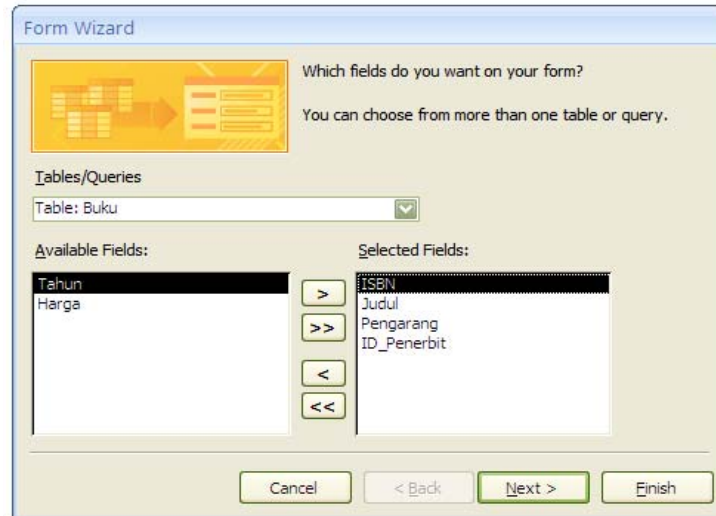 Form Wizard
Which fields do you want on your form?
You can choose from more than one table or query.
Tables/Queries
Table: Buku
Available Fields:
Selected Fields:
Tahun
Harga
>
>>
<
<<
ISBN
Judul
Pengarang
ID_Penerbit
Cancel
< Back
Next >
Finish